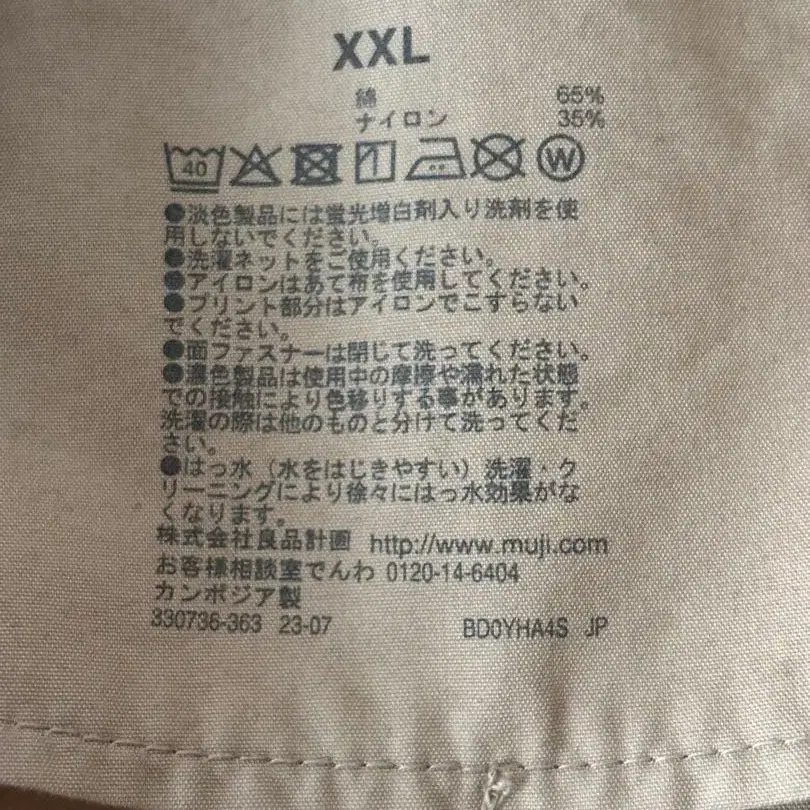 XXL
綿 65%
ナイロン 35%
40 W
●淡色製品には蛍光増白剤入り洗剤を使
用しないでください。
●洗濯ネットをご使用ください。
●アイロンはあて布を使用してください。
●プリント部分はアイロンでこすらない
でください。
●面ファスナーは閉じて洗ってください。
●濃色製品は使用中の摩擦や濡れた状態
での接触により色移りする事があります。
洗濯の際は他のものと分けて洗ってくだ
さい。
●はっ水（水をはじきやすい）洗濯・ク
リーニングにより徐々にはっ水効果がな
くなります。
株式会社良品計画 http://www.muji.com
お客様相談室でんわ 0120-14-6404
カンボジア製
330736-363 23-07 BD0YHA4S JP